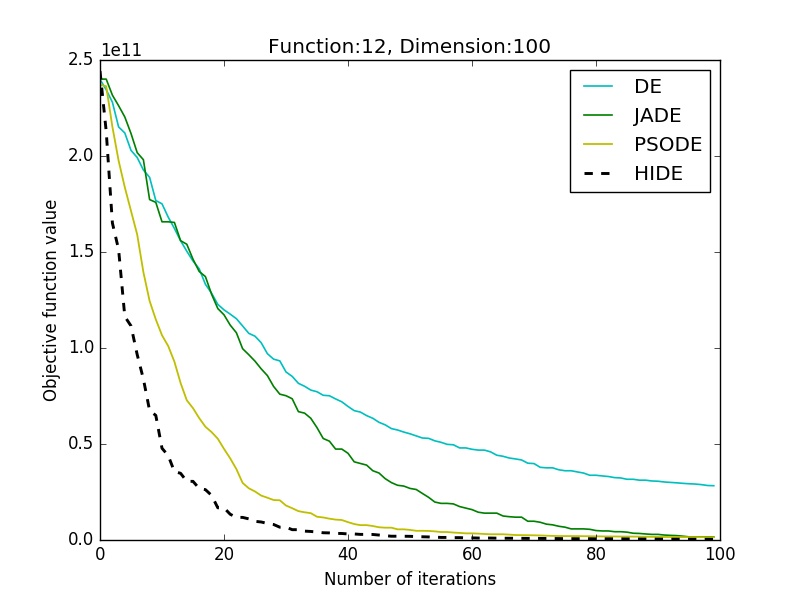 Function:12, Dimension:100
1e11
2.5
2.0
1.5
1.0
0.5
0.0
Objective function value
DE
JADE
PSODE
HIDE
0 20 40 60 80 100
Number of iterations